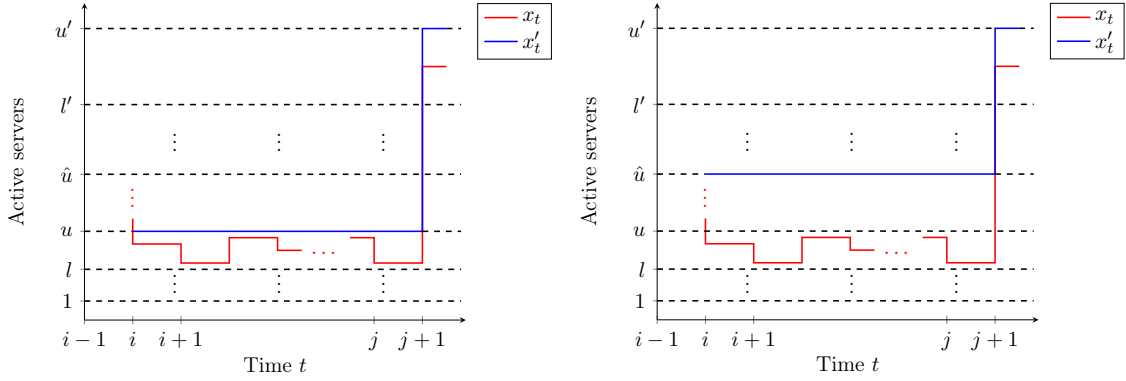 u′
l′
û
u
l
1
Active servers
i − 1
i
i + 1
j
j + 1
Time t
x_t
x′_t
u′
l′
û
u
l
1
Active servers
i − 1
i
i + 1
j
j + 1
Time t
x_t
x′_t